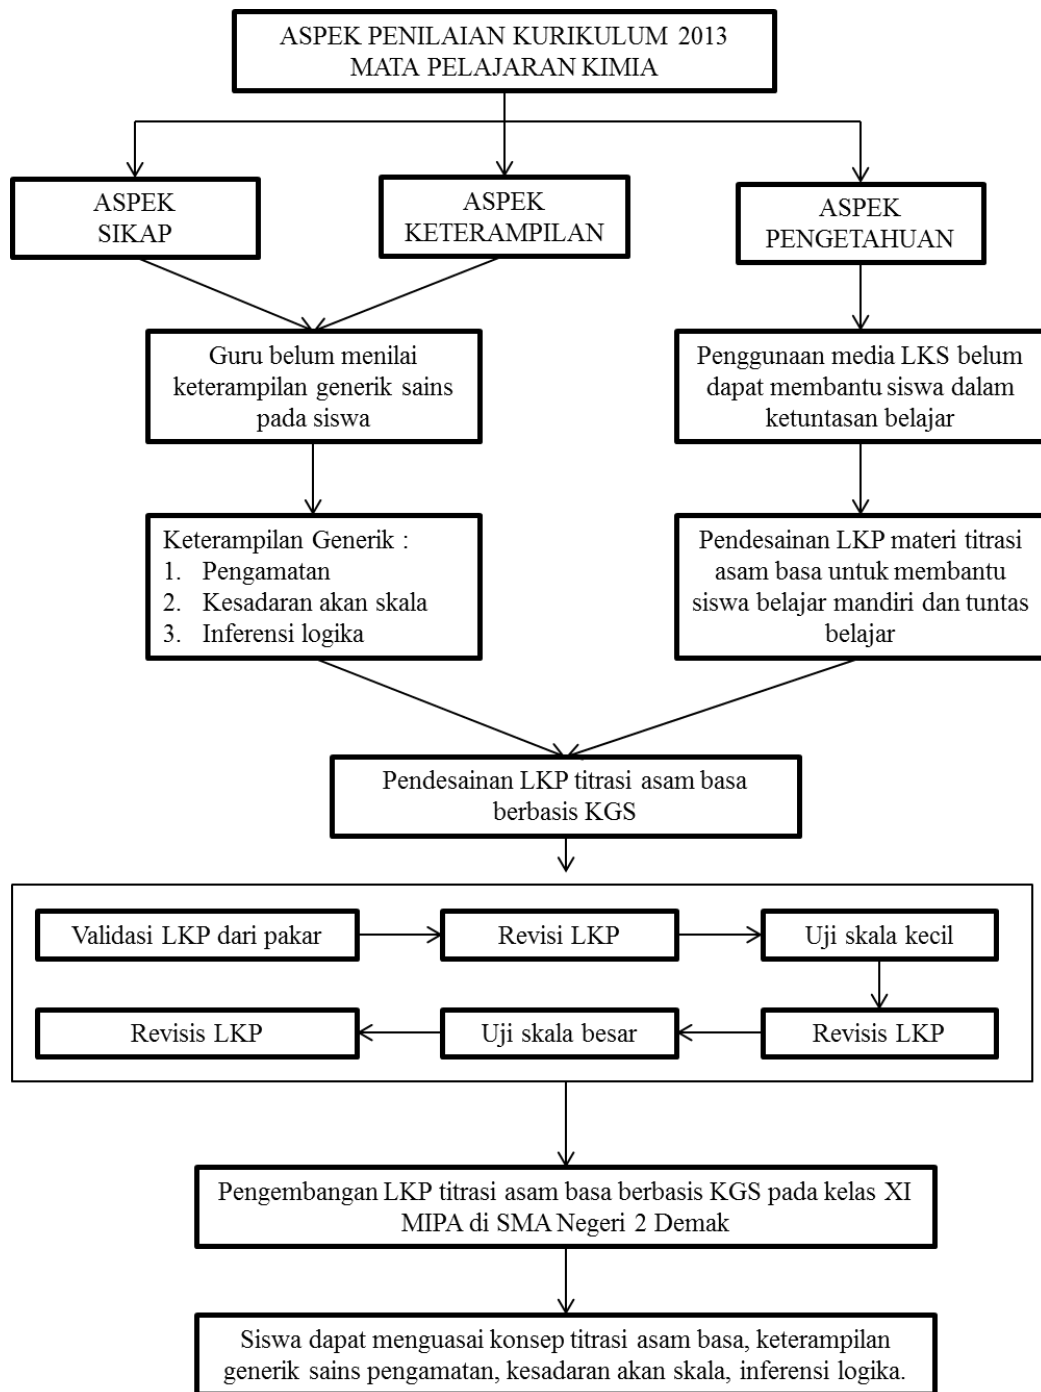 ASPEK PENILAIAN KURIKULUM 2013
MATA PELAJARAN KIMIA
ASPEK
SIKAP
ASPEK
KETERAMPILAN
ASPEK
PENGETAHUAN
Guru belum menilai
keterampilan generik sains
pada siswa
Penggunaan media LKS belum
dapat membantu siswa dalam
ketuntasan belajar
Keterampilan Generik :
1. Pengamatan
2. Kesadaran akan skala
3. Inferensi logika
Pendesainan LKP materi titrasi
asam basa untuk membantu
siswa belajar mandiri dan tuntas
belajar
Pendesainan LKP titrasi asam basa
berbasis KGS
Validasi LKP dari pakar
Revisi LKP
Uji skala kecil
Revisis LKP
Uji skala besar
Revisis LKP
Pengembangan LKP titrasi asam basa berbasis KGS pada kelas XI
MIPA di SMA Negeri 2 Demak
Siswa dapat menguasai konsep titrasi asam basa, keterampilan
generik sains pengamatan, kesadaran akan skala, inferensi logika.